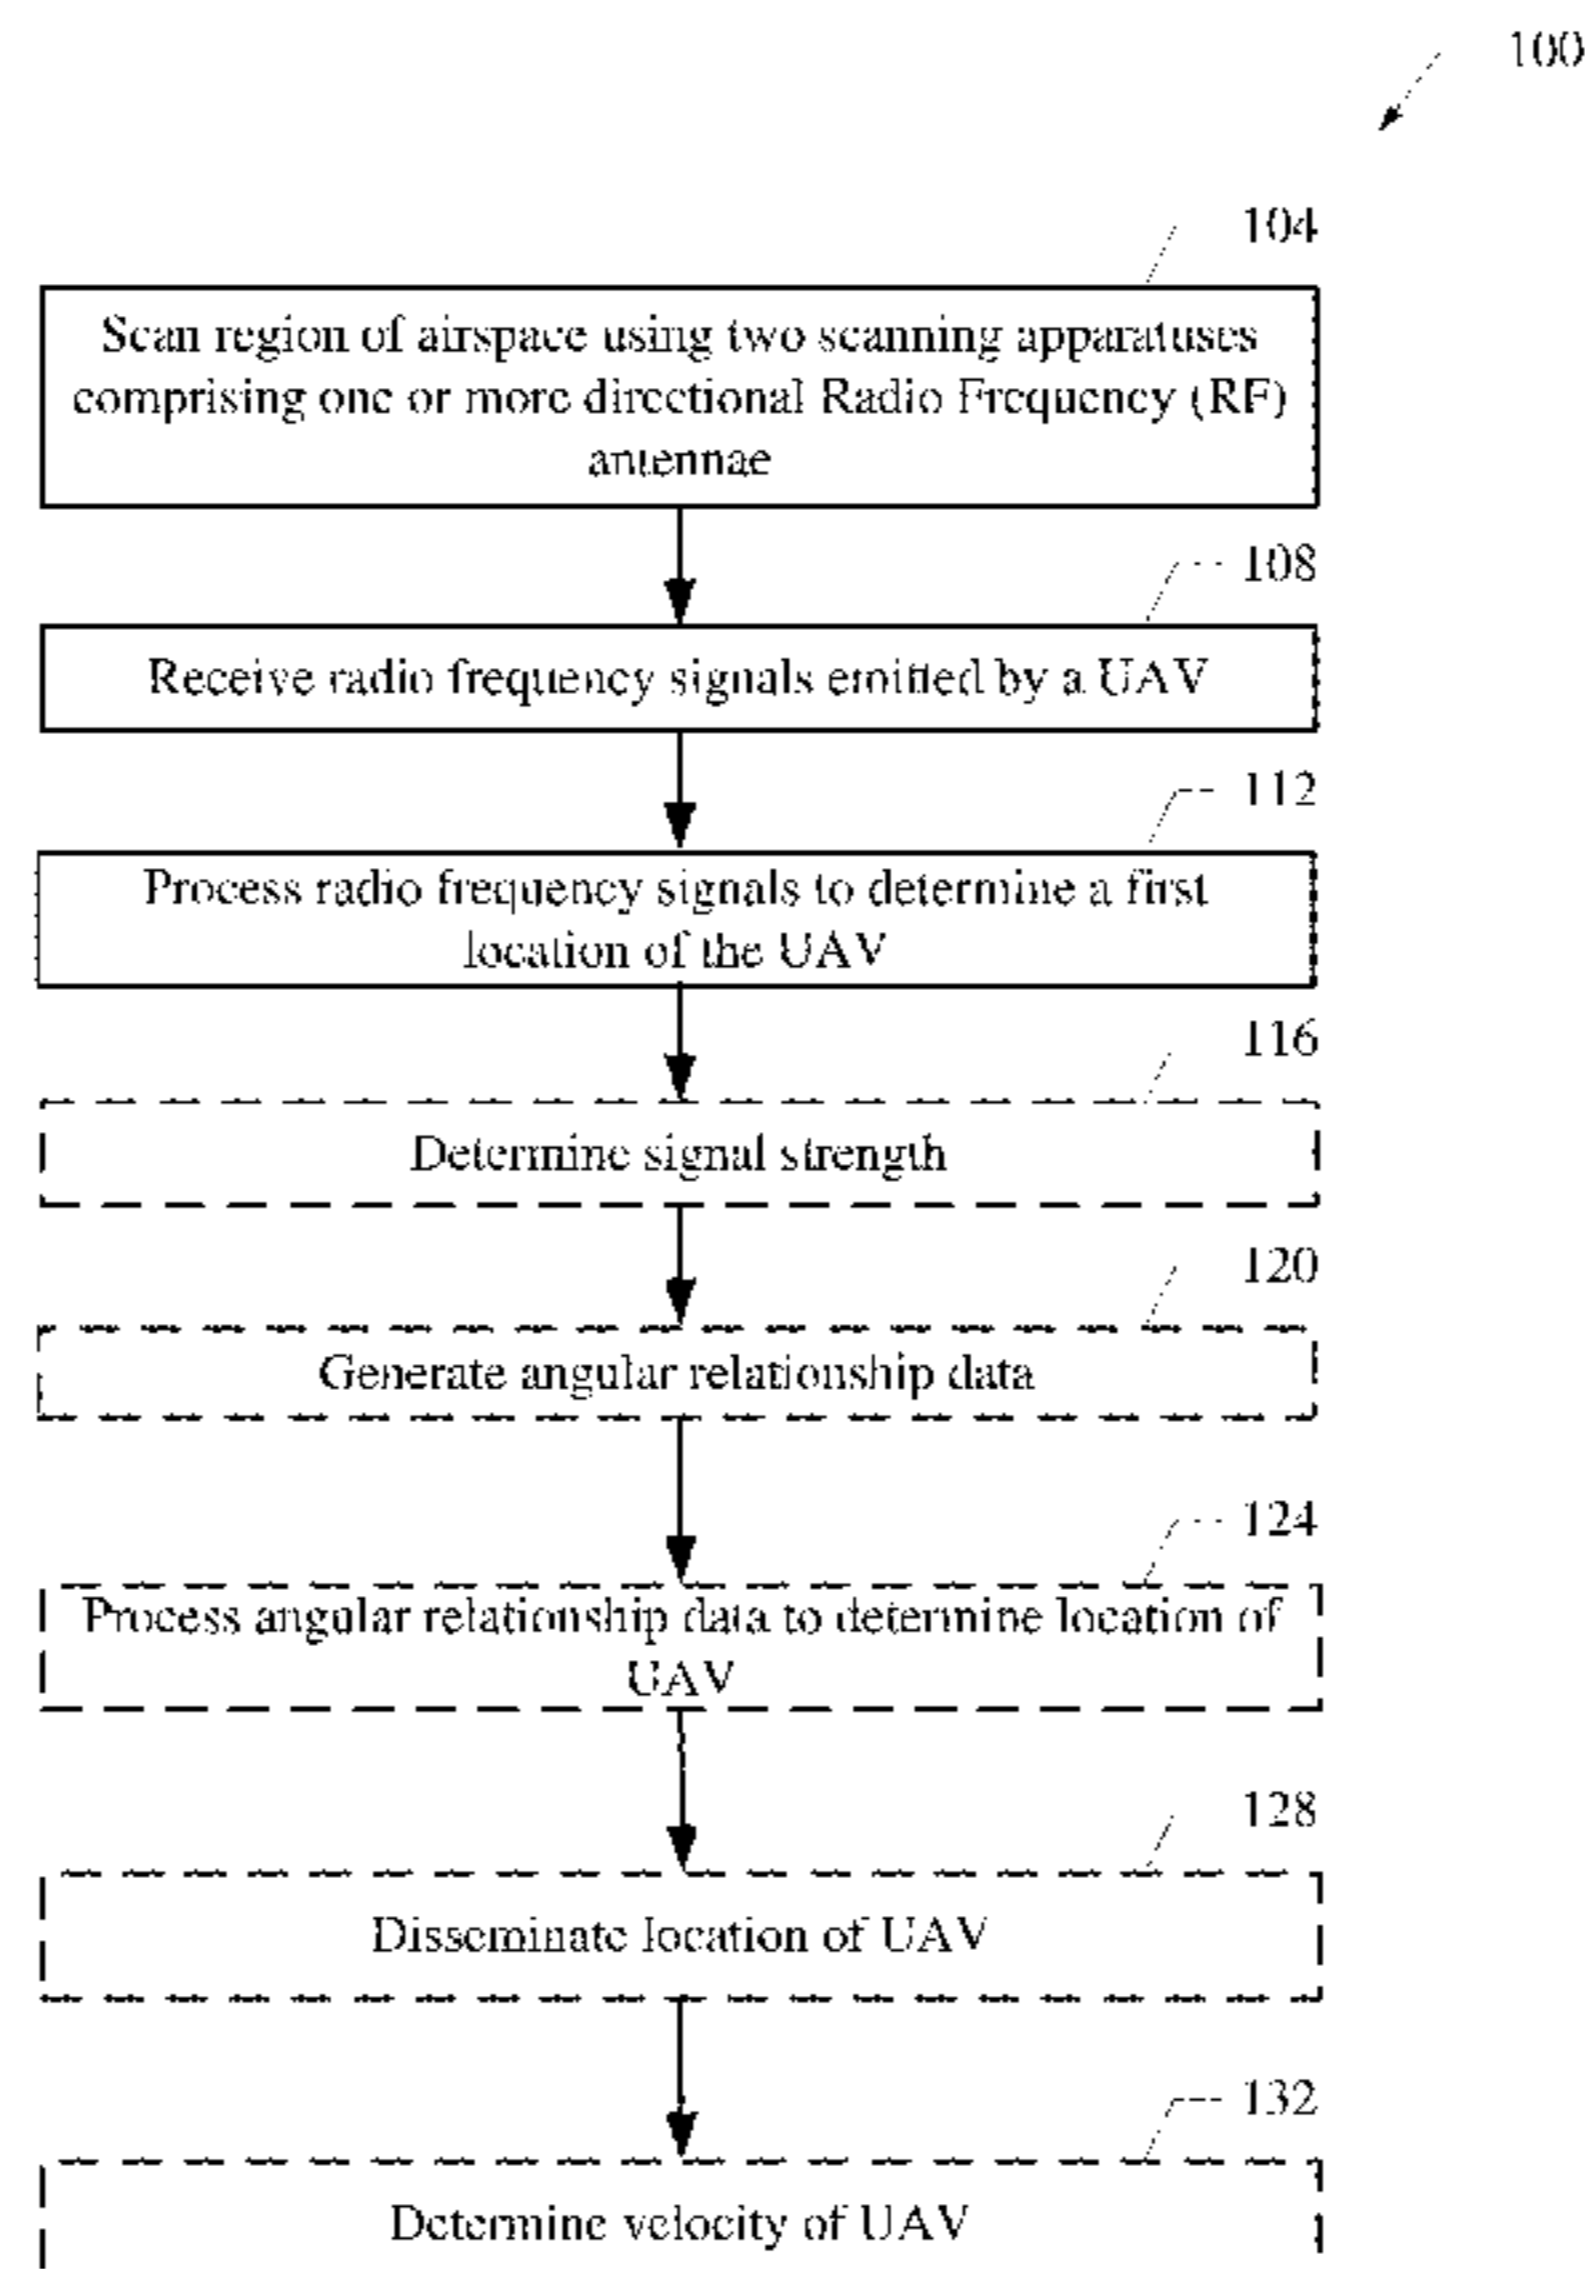 100
104
Scan region of airspace using two scanning apparatuses
comprising one or more directional Radio Frequency (RF)
antennae
108
Receive radio frequency signals emitted by a UAV
112
Process radio frequency signals to determine a first
location of the UAV
116
Determine signal strength
120
Generate angular relationship data
124
Process angular relationship data to determine location of
UAV
128
Disseminate location of UAV
132
Determine velocity of UAV